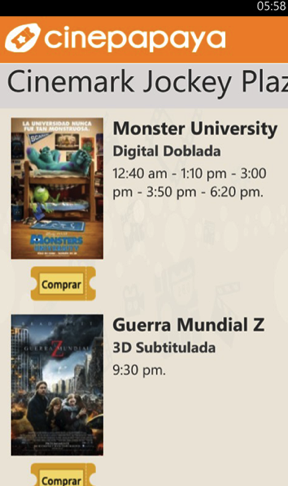 05:58
cinepapaya
Cinemark Jockey Plaz
LA UNIVERSIDAD NUNCA
FUE TAN MONSTRUOSA.
MONSTERS
UNIVERSITY
Monster University
Digital Doblada
12:40 am - 1:10 pm - 3:00
pm - 3:50 pm - 6:20 pm.
Comprar
GUERRA MUNDIAL Z
Guerra Mundial Z
3D Subtitulada
9:30 pm.
Comprar